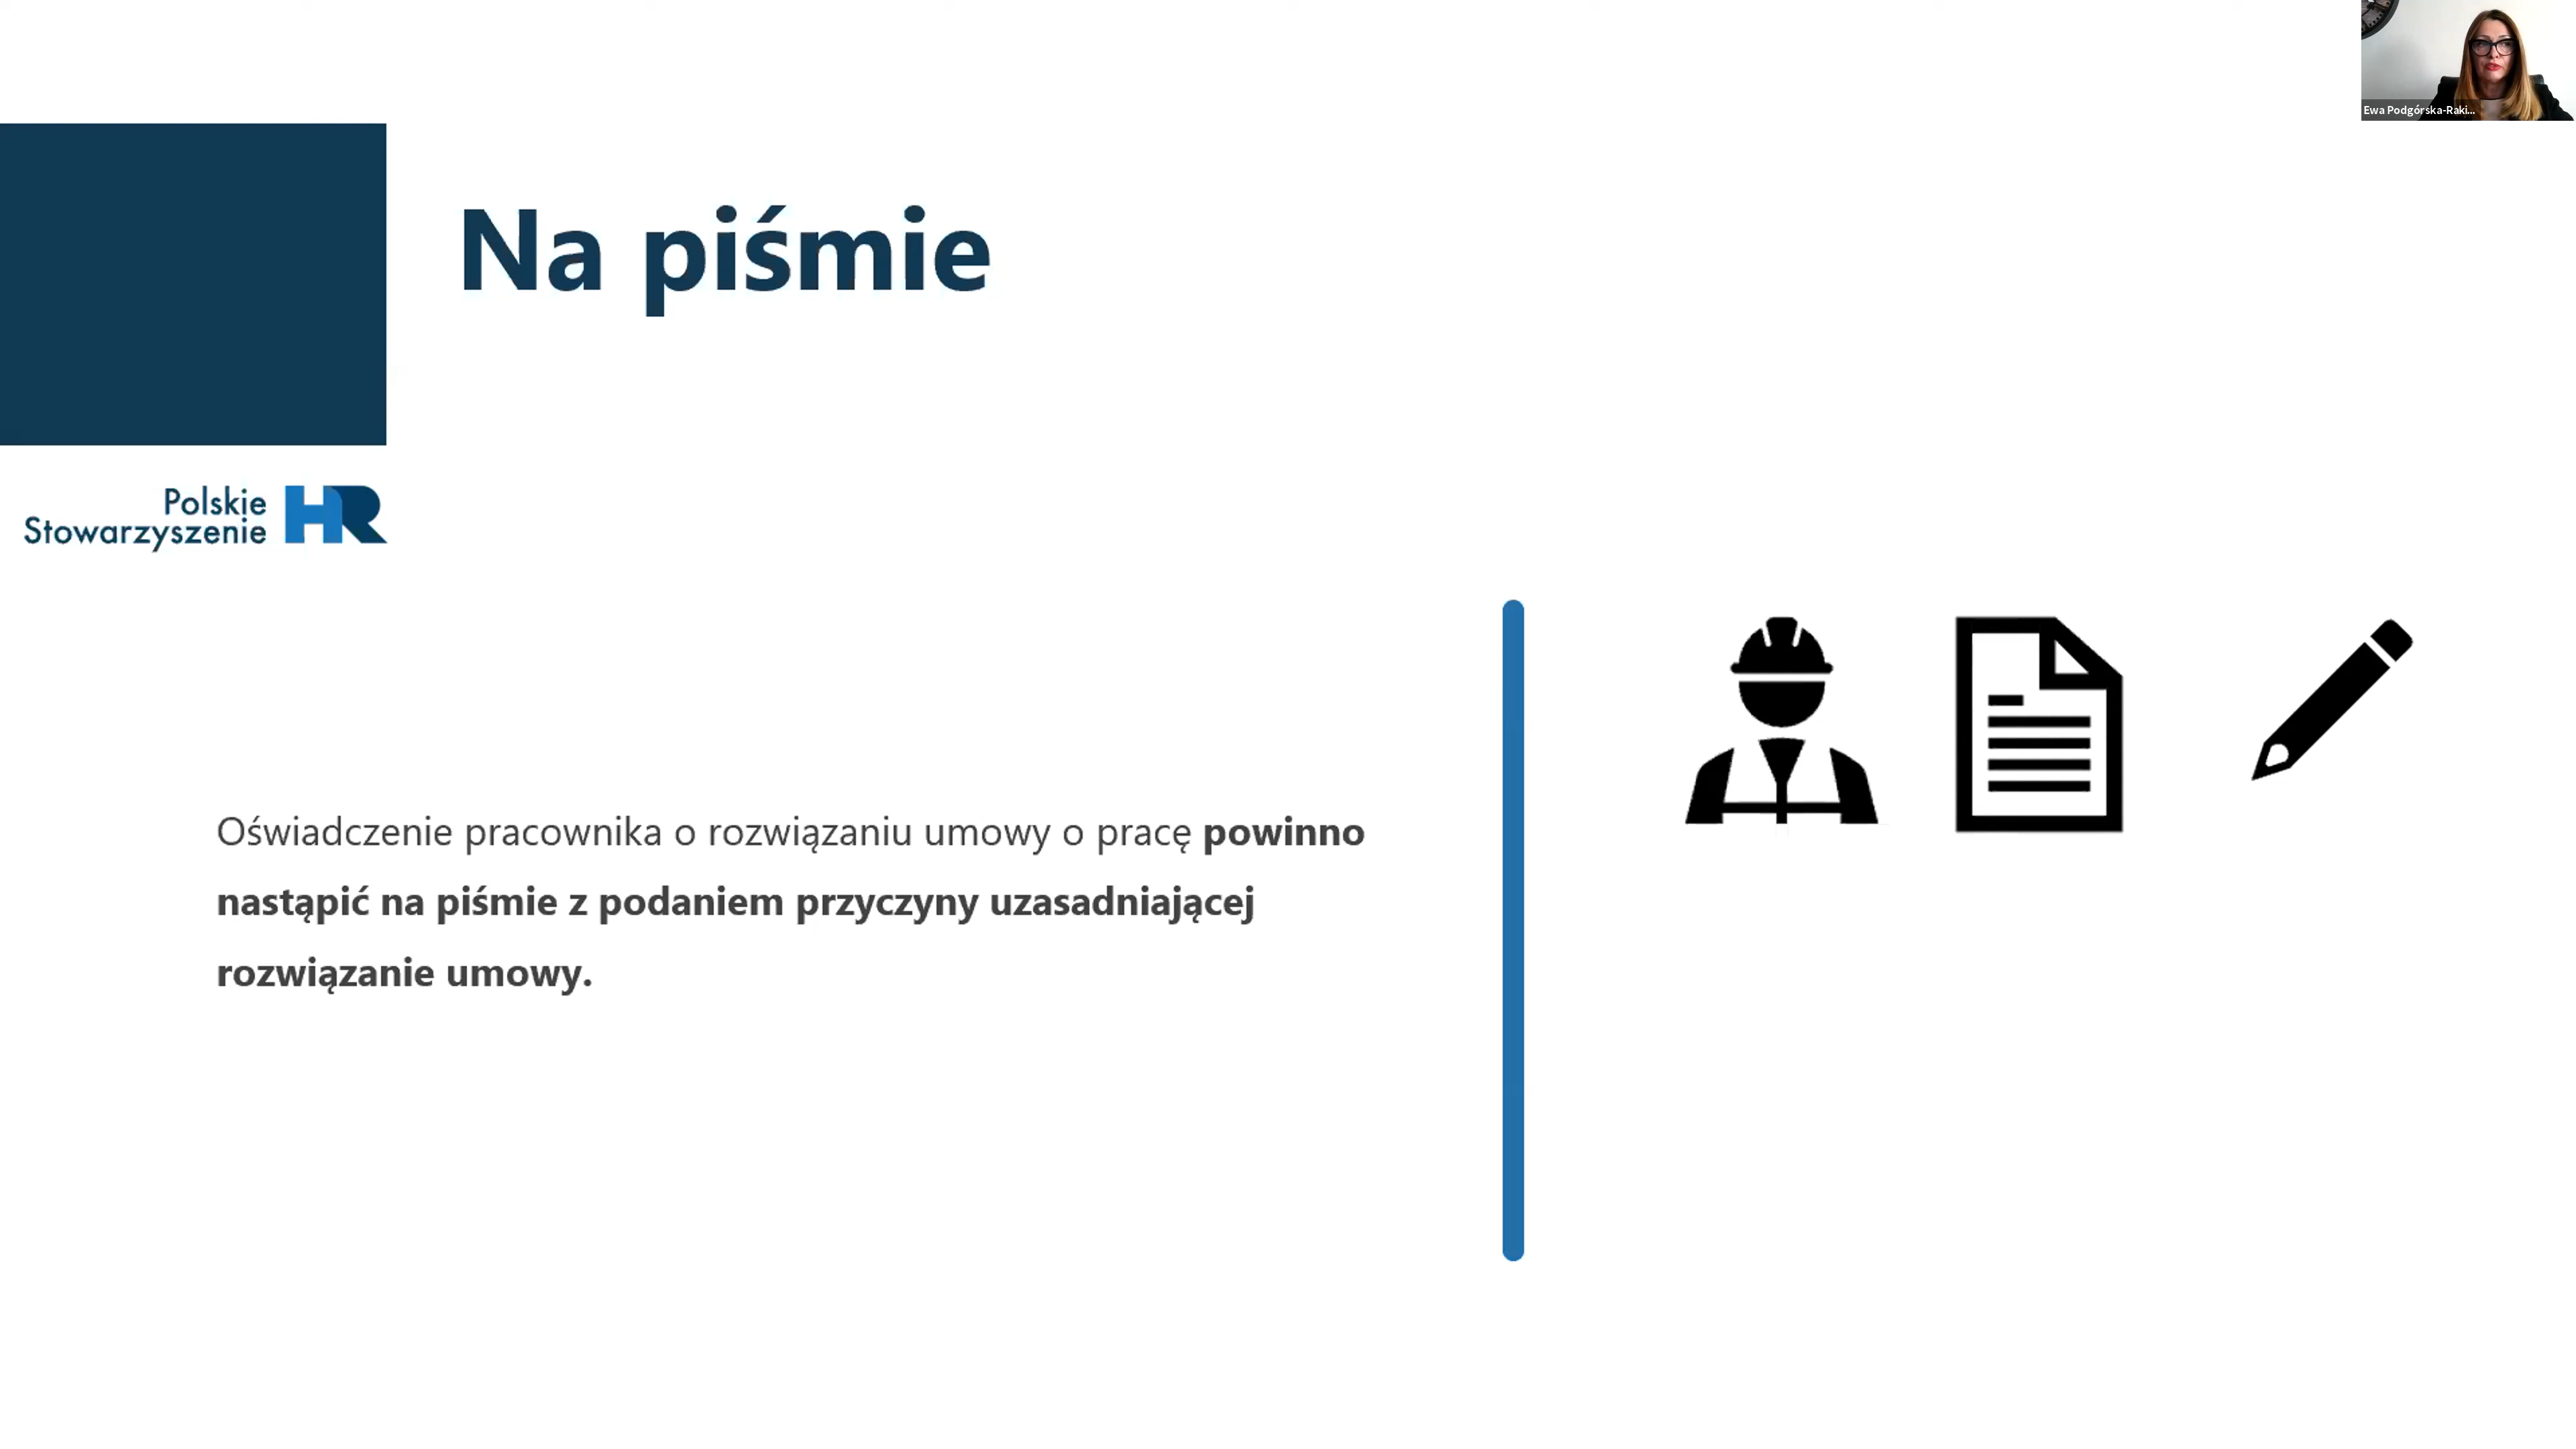 Ewa Podgórska-Raki...
Na piśmie
Polskie
Stowarzyszenie HR
Oświadczenie pracownika o rozwiązaniu umowy o pracę powinno
nastąpić na piśmie z podaniem przyczyny uzasadniającej
rozwiązanie umowy.